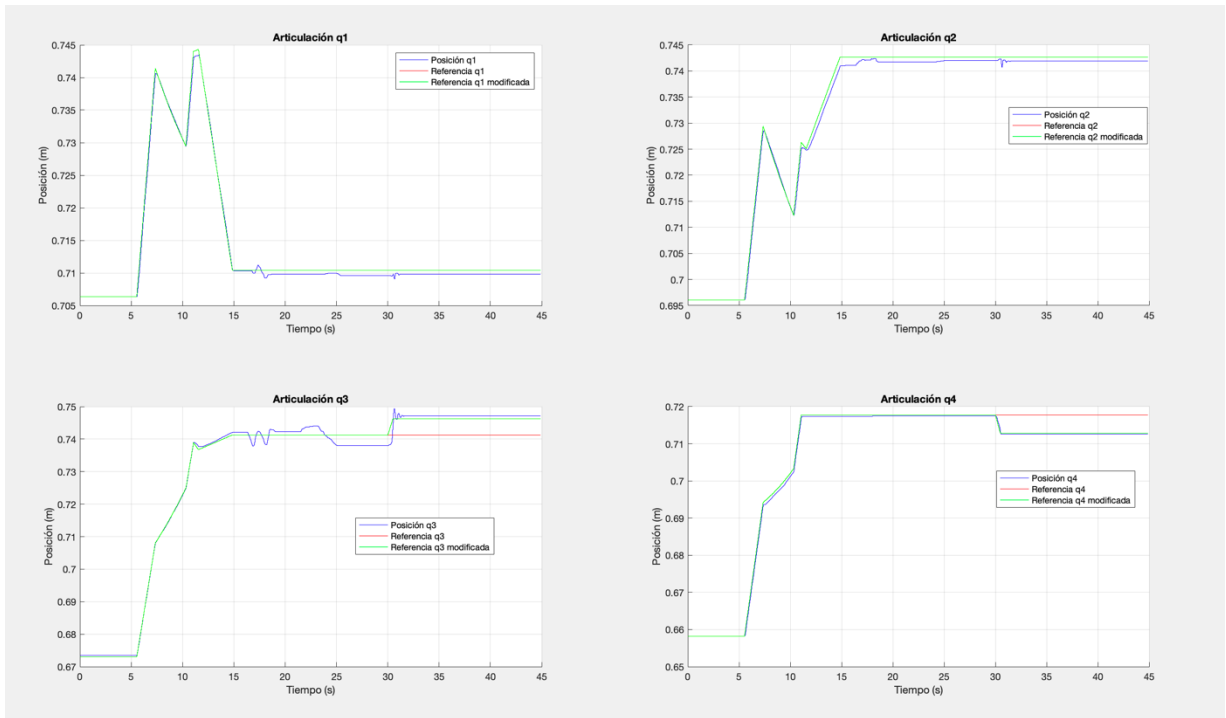 Articulación q1
0.745
0.74
0.735
0.73
0.725
0.72
0.715
0.71
0.705
Posición (m)
Posición q1
Referencia q1
Referencia q1 modificada
0 5 10 15 20 25 30 35 40 45
Tiempo (s)
Articulación q2
0.745
0.74
0.735
0.73
0.725
0.72
0.715
0.71
0.705
0.7
0.695
Posición (m)
Posición q2
Referencia q2
Referencia q2 modificada
0 5 10 15 20 25 30 35 40 45
Tiempo (s)
Articulación q3
0.75
0.74
0.73
0.72
0.71
0.7
0.69
0.68
0.67
Posición (m)
Posición q3
Referencia q3
Referencia q3 modificada
0 5 10 15 20 25 30 35 40 45
Tiempo (s)
Articulación q4
0.72
0.71
0.7
0.69
0.68
0.67
0.66
0.65
Posición (m)
Posición q4
Referencia q4
Referencia q4 modificada
0 5 10 15 20 25 30 35 40 45
Tiempo (s)